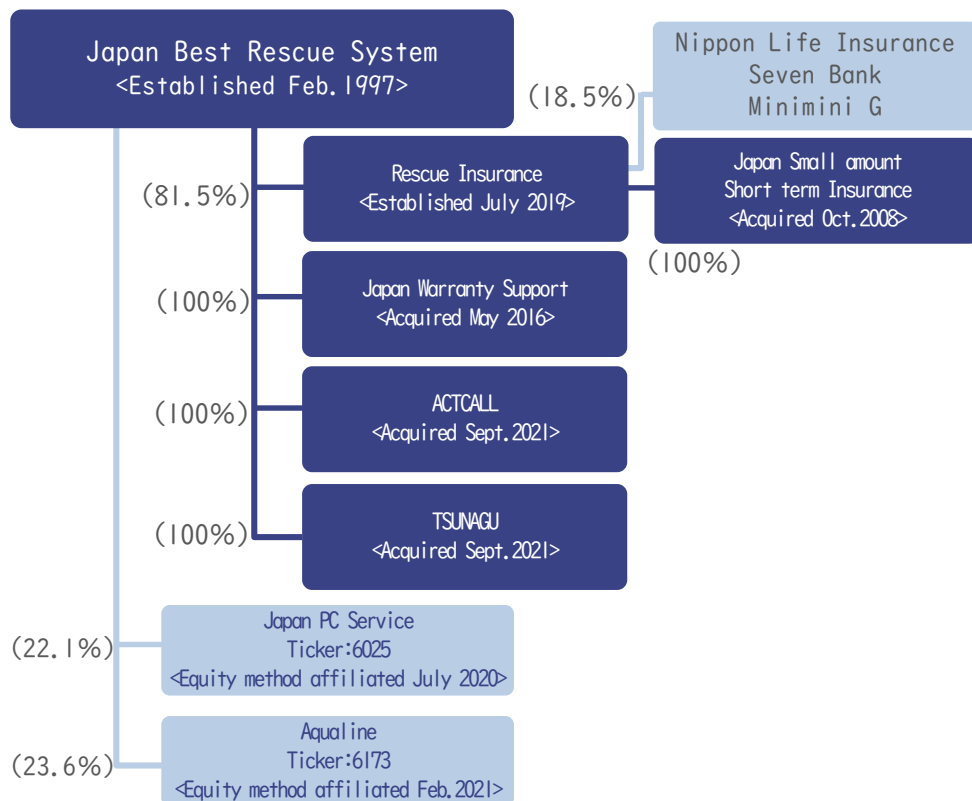 Japan Best Rescue System
<Established Feb.1997>
Nippon Life Insurance
Seven Bank
Minimini G
(18.5%)
(81.5%)
Rescue Insurance
<Established July 2019>
Japan Small amount
Short term Insurance
<Acquired Oct.2008>
(100%)
(100%)
Japan Warranty Support
<Acquired May 2016>
(100%)
ACTCALL
<Acquired Sept.2021>
(100%)
TSUNAGU
<Acquired Sept.2021>
(22.1%)
Japan PC Service
Ticker:6025
<Equity method affiliated July 2020>
(23.6%)
Aqualine
Ticker:6173
<Equity method affiliated Feb.2021>